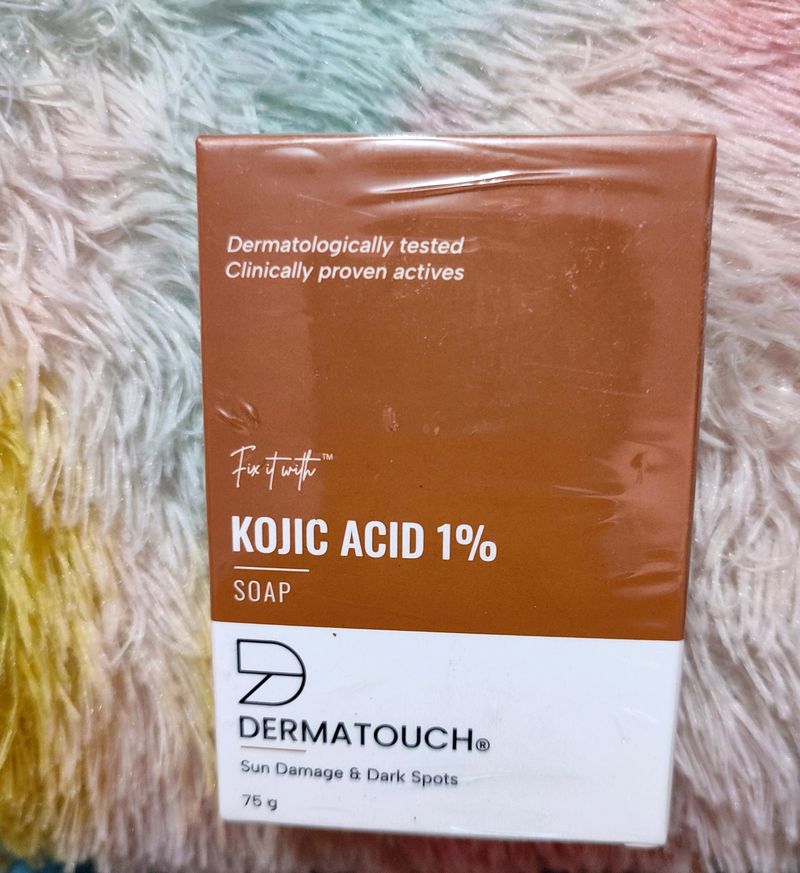 Dermatologically tested
Clinically proven actives
Fix it with™
KOJIC ACID 1%
SOAP
DERMATOUCH®
Sun Damage & Dark Spots
75 g